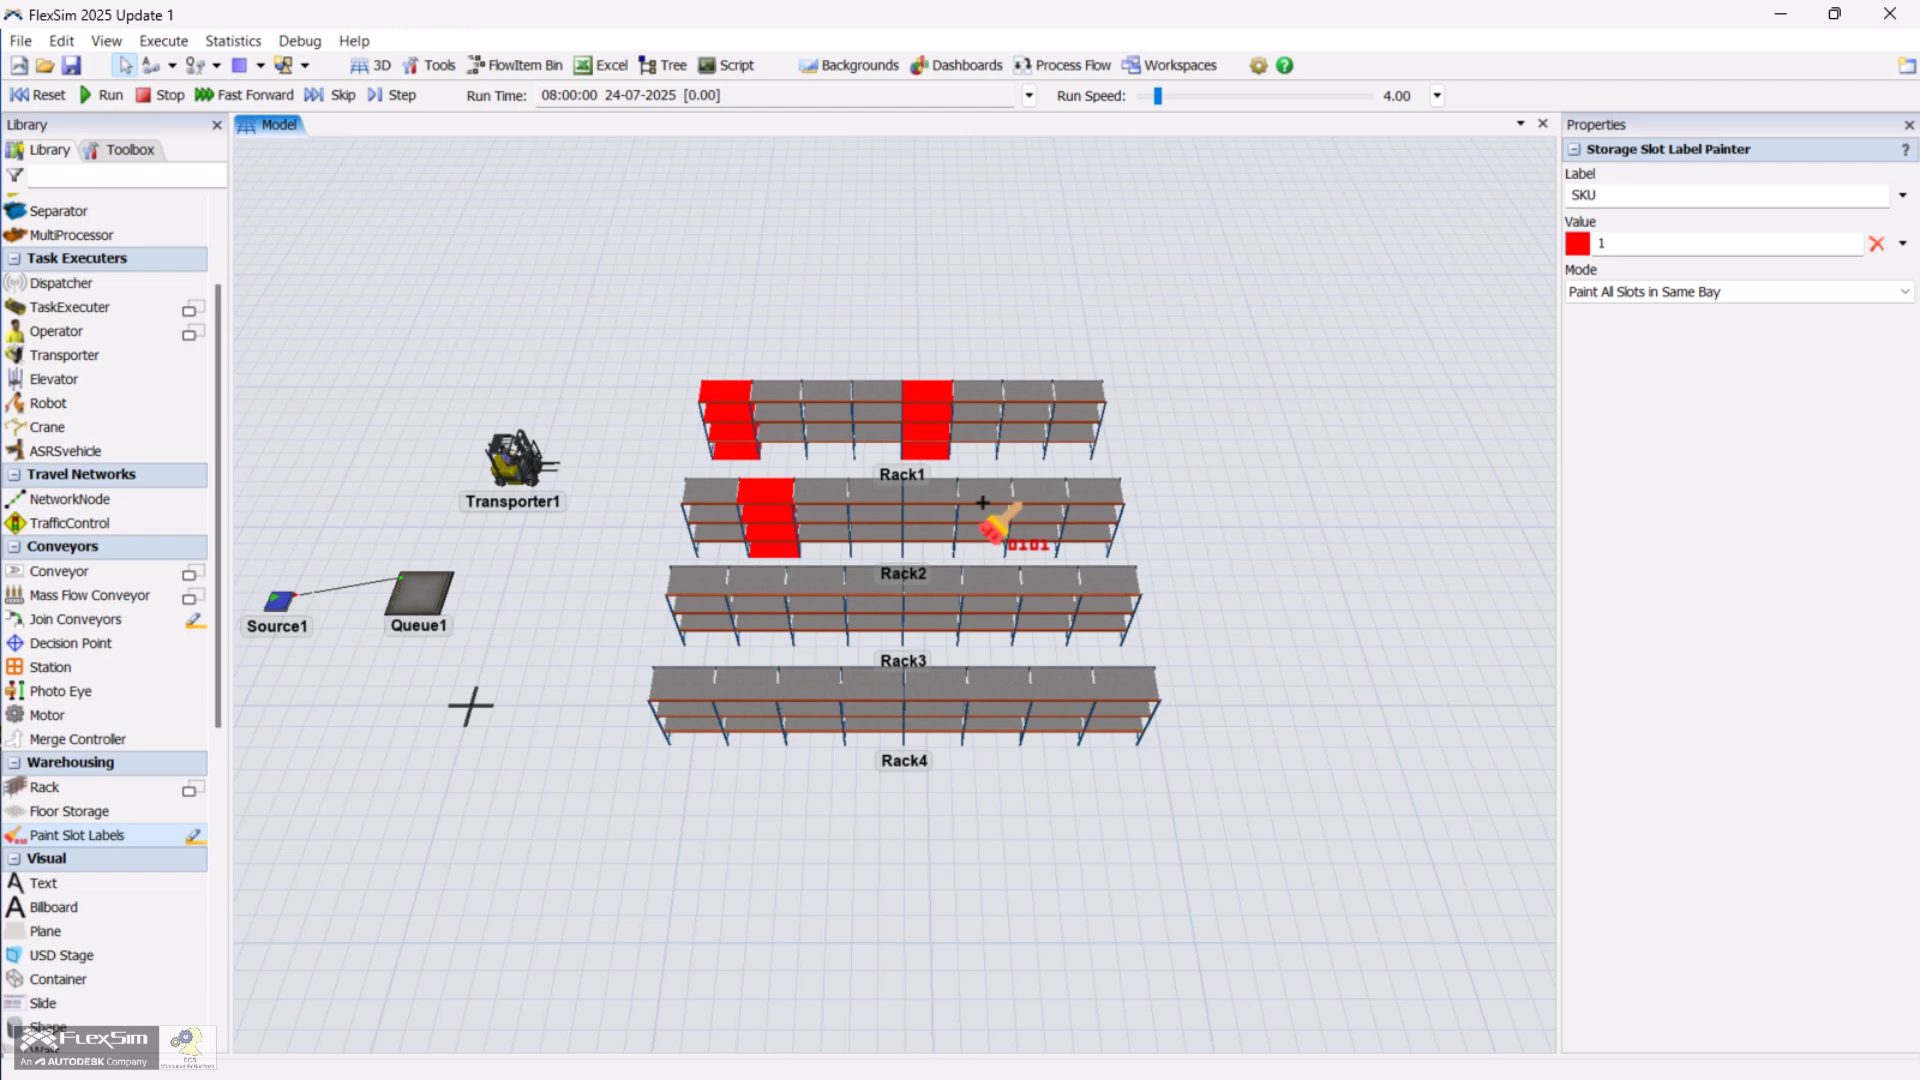 FlexSim 2025 Update 1
File Edit View Execute Statistics Debug Help
3D Tools FlowItem Bin Excel Tree Script Backgrounds Dashboards Process Flow Workspaces
Reset Run Stop Fast Forward Skip Step Run Time: 08:00:00 24-07-2025 [0.00] Run Speed: 4.00
Library
Library Toolbox
Separator
MultiProcessor
Task Executers
Dispatcher
TaskExecuter
Operator
Transporter
Elevator
Robot
Crane
ASRSvehicle
Travel Networks
NetworkNode
TrafficControl
Conveyors
Conveyor
Mass Flow Conveyor
Join Conveyors
Decision Point
Station
Photo Eye
Motor
Merge Controller
Warehousing
Rack
Floor Storage
Paint Slot Labels
Visual
Text
Billboard
Plane
USD Stage
Container
Slide
Shape
FlexSim
An AUTODESK Company
Model
Rack1
Transporter1
0101
Rack2
Source1
Queue1
Rack3
Rack4
Properties
Storage Slot Label Painter ?
Label
SKU
Value
1
Mode
Paint All Slots in Same Bay